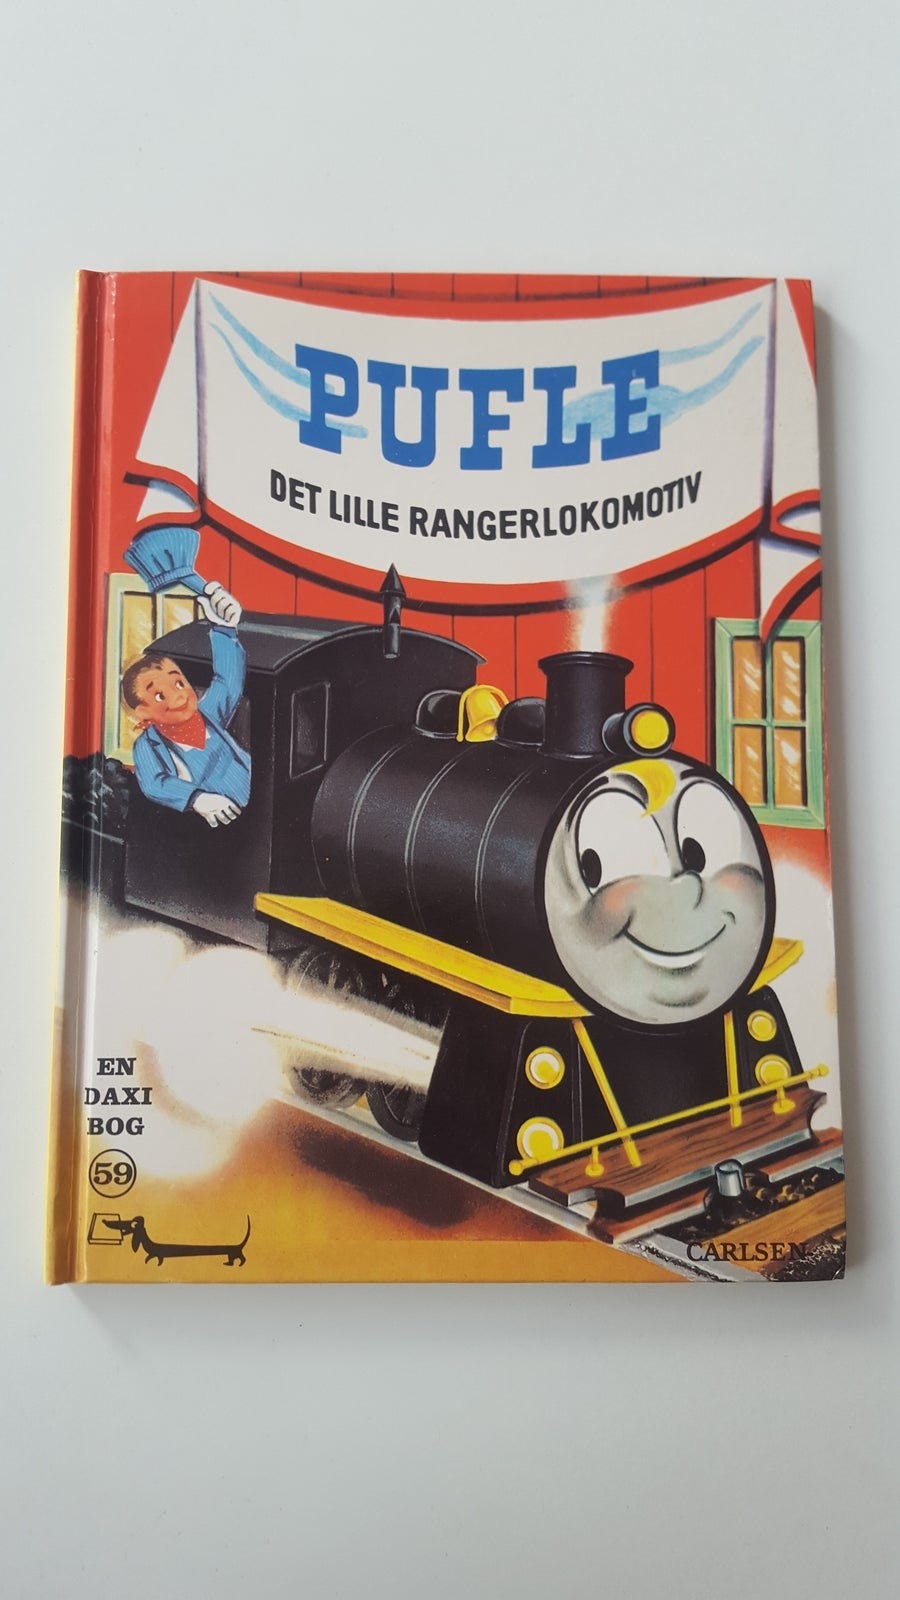 PUFLE
DET LILLE RANGERLOKOMOTIV
EN
DAXI
BOG
59
CARLSEN